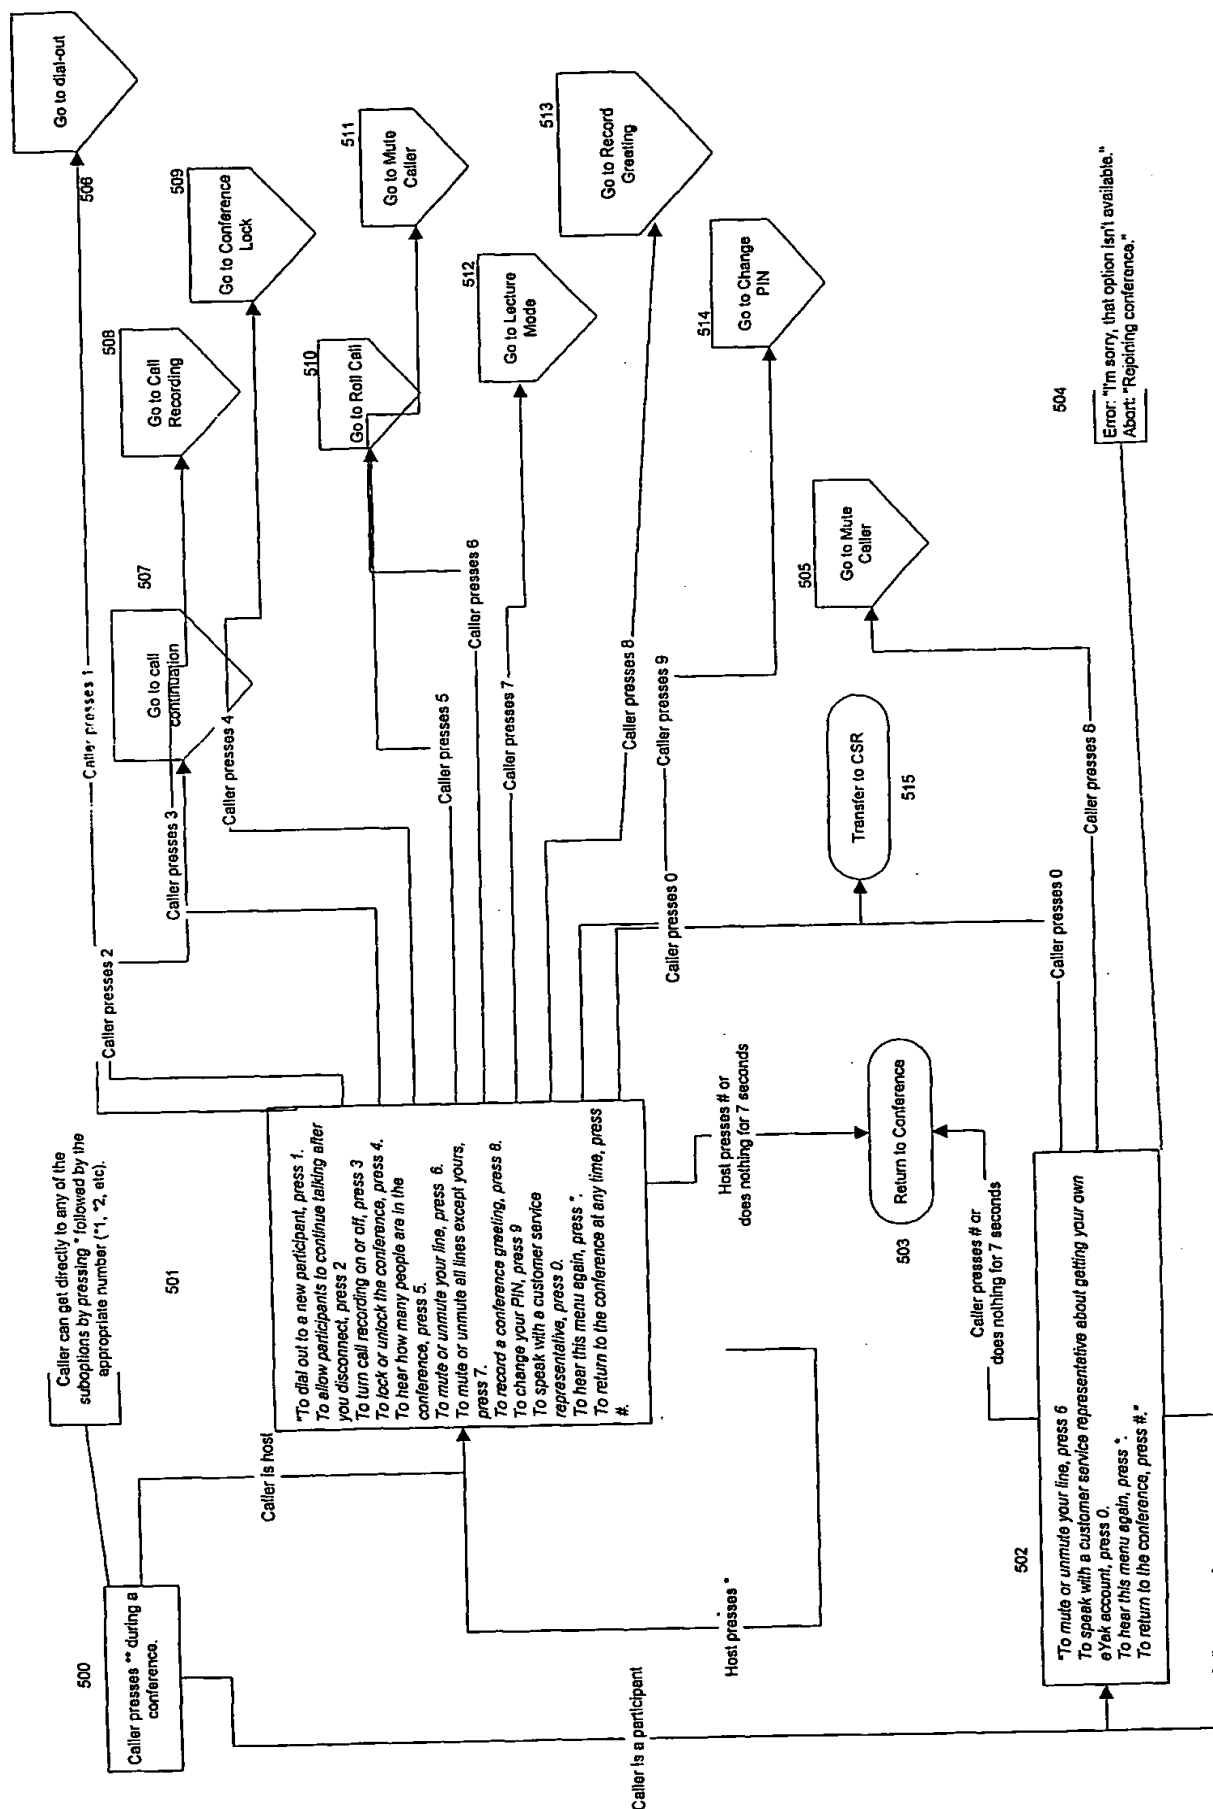 500
Caller presses ** during a
conference.
Caller can get directly to any of the
suboptions by pressing * followed by the
appropriate number (*1, *2, etc).
Caller is host
501
"To dial out to a new participant, press 1.
To allow participants to continue talking after
you disconnect, press 2
To turn call recording on or off, press 3
To lock or unlock the conference, press 4.
To hear how many people are in the
conference, press 5.
To mute or unmute your line, press 6.
To mute or unmute all lines except yours,
press 7.
To record a conference greeting, press 8.
To change your PIN, press 9
To speak with a customer service
representative, press 0.
To hear this menu again, press *.
To return to the conference at any time, press
#.
Host presses *
Caller is a participant
Caller presses 1
506
Go to dial-out
Caller presses 2
507
Go to call
continuation
Caller presses 3
508
Go to Call
Recording
Caller presses 4
509
Go to Conference
Lock
Caller presses 5
510
Go to Roll Call
Caller presses 6
511
Go to Mute
Caller
Caller presses 7
512
Go to Lecture
Mode
Caller presses 8
513
Go to Record
Greeting
Caller presses 9
514
Go to Change
PIN
Caller presses 0
Transfer to CSR
515
Host presses # or
does nothing for 7 seconds
Return to Conference
503
Caller presses # or
does nothing for 7 seconds
502
"To mute or unmute your line, press 6
To speak with a customer service representative about getting your own
eYak account, press 0.
To hear this menu again, press *.
To return to the conference, press #."
Caller presses 0
Caller presses 6
505
Go to Mute
Caller
504
Error: "I'm sorry, that option isn't available."
Abort: "Rejoining conference."